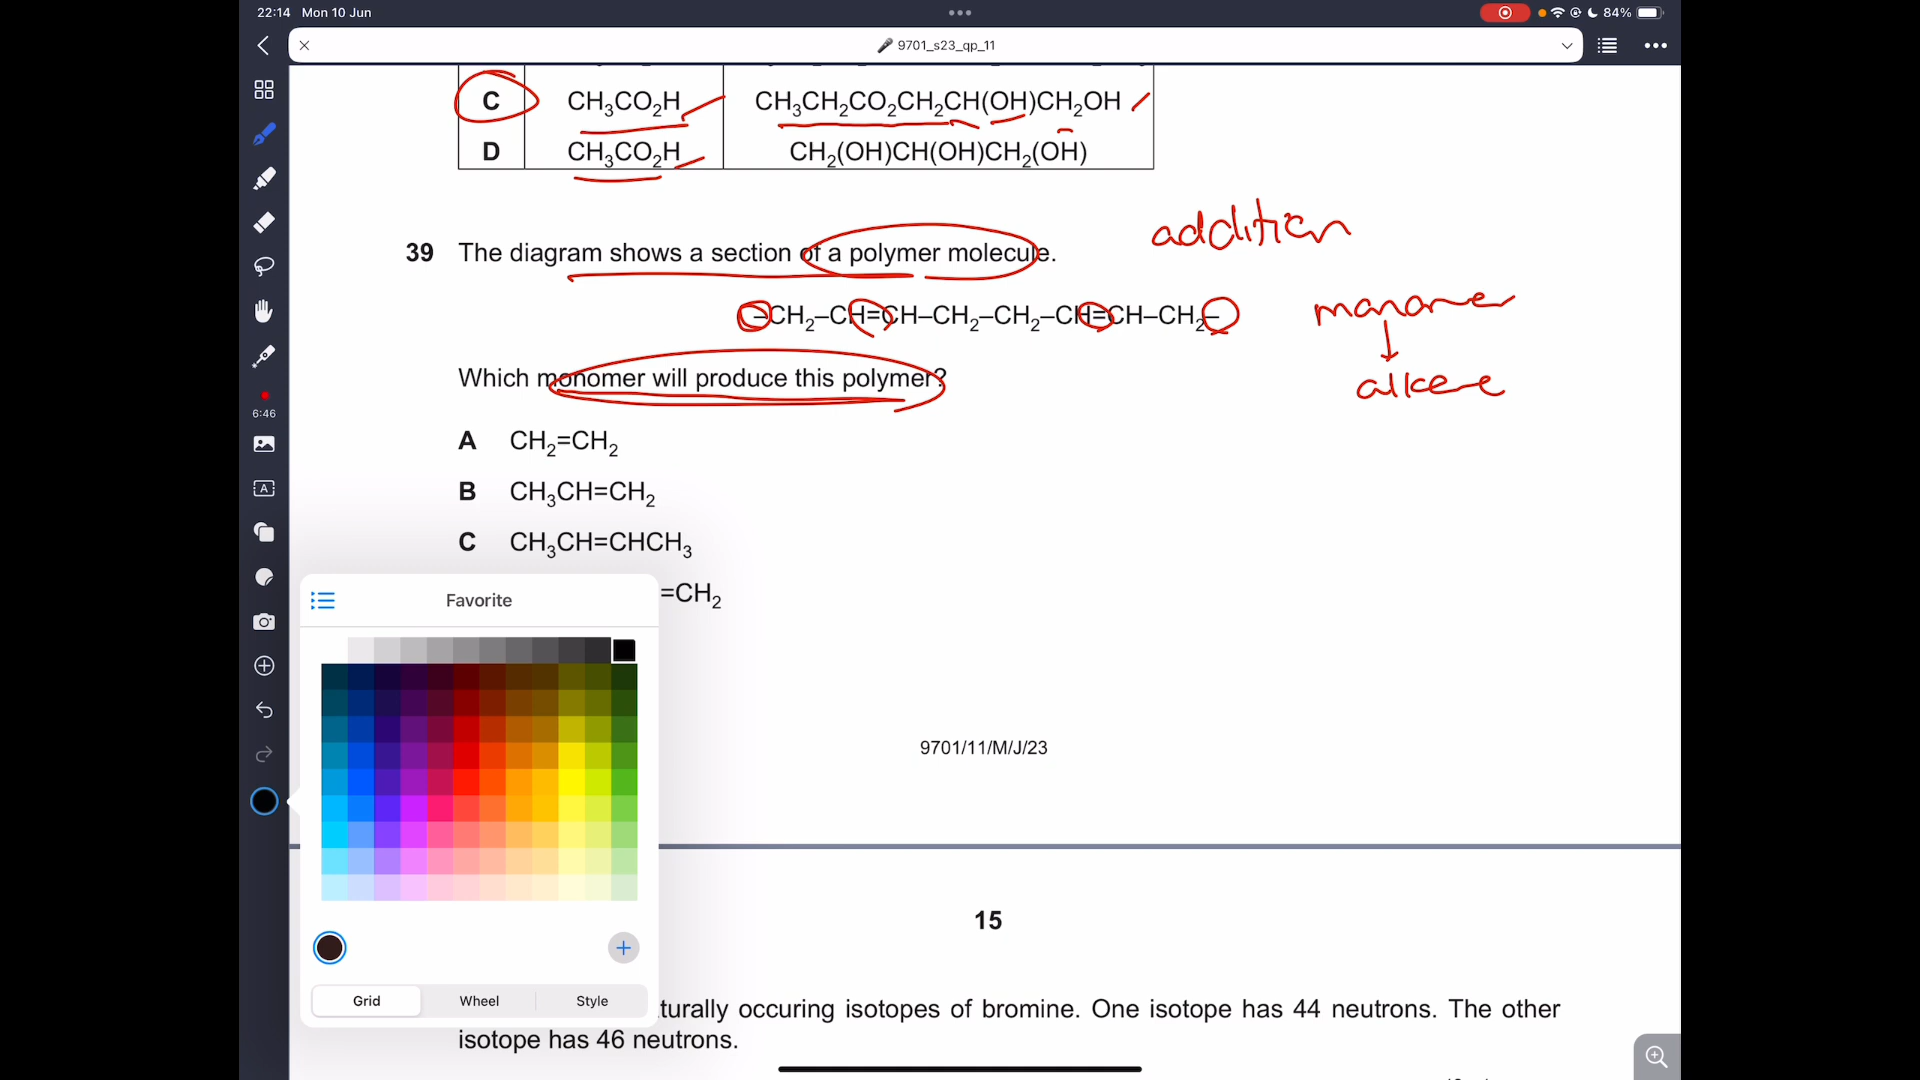 22:14 Mon 10 Jun
84%
9701_s23_qp_11
C CH₃CO₂H CH₃CH₂CO₂CH₂CH(OH)CH₂OH
D CH₃CO₂H CH₂(OH)CH(OH)CH₂(OH)
addition
39 The diagram shows a section of a polymer molecule.
–CH₂–CH=CH–CH₂–CH₂–CH=CH–CH₂–
monomer
Which monomer will produce this polymer?
alkene
6:46
A CH₂=CH₂
B CH₃CH=CH₂
C CH₃CH=CHCH₃
=CH₂
Favorite
9701/11/M/J/23
15
Grid Wheel Style
turally occuring isotopes of bromine. One isotope has 44 neutrons. The other
isotope has 46 neutrons.